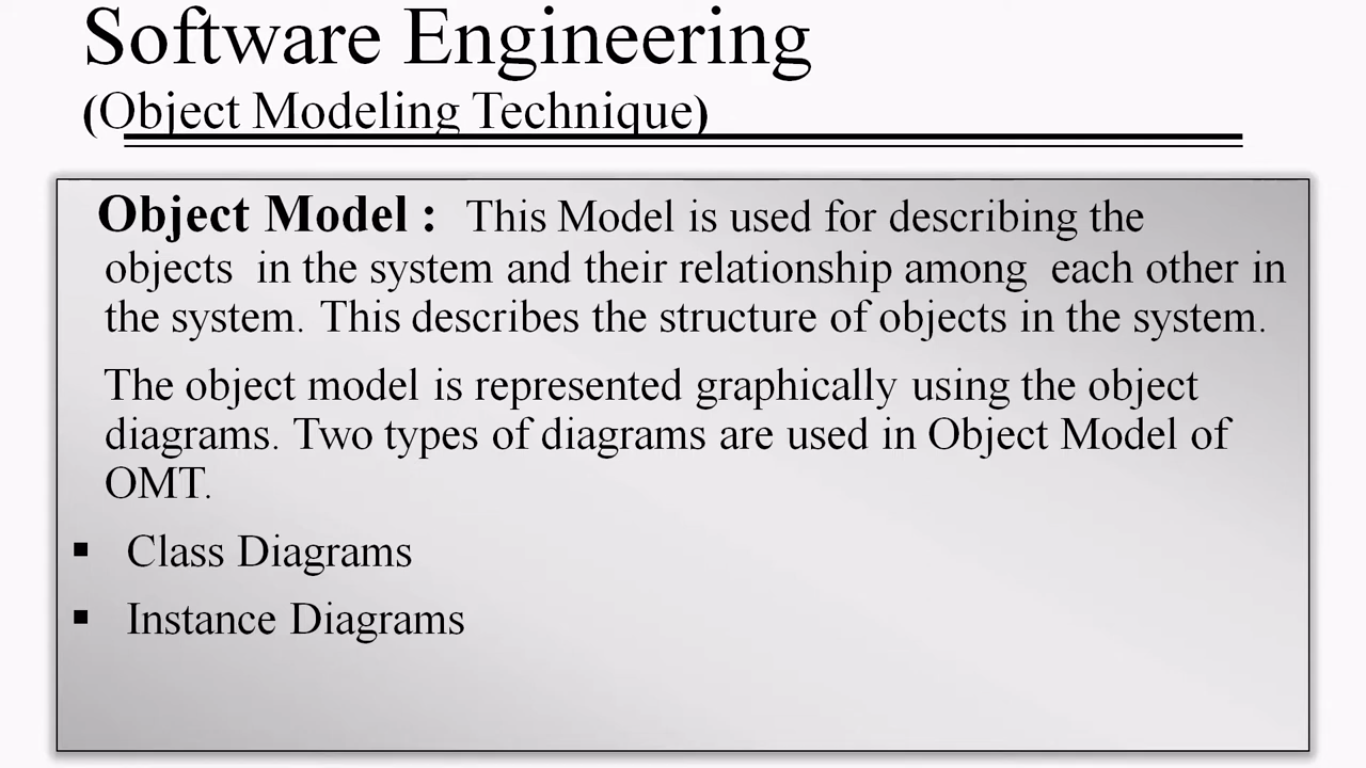 Software Engineering
(Object Modeling Technique)
Object Model : This Model is used for describing the
objects in the system and their relationship among each other in
the system. This describes the structure of objects in the system.
The object model is represented graphically using the object
diagrams. Two types of diagrams are used in Object Model of
OMT.
▪ Class Diagrams
▪ Instance Diagrams